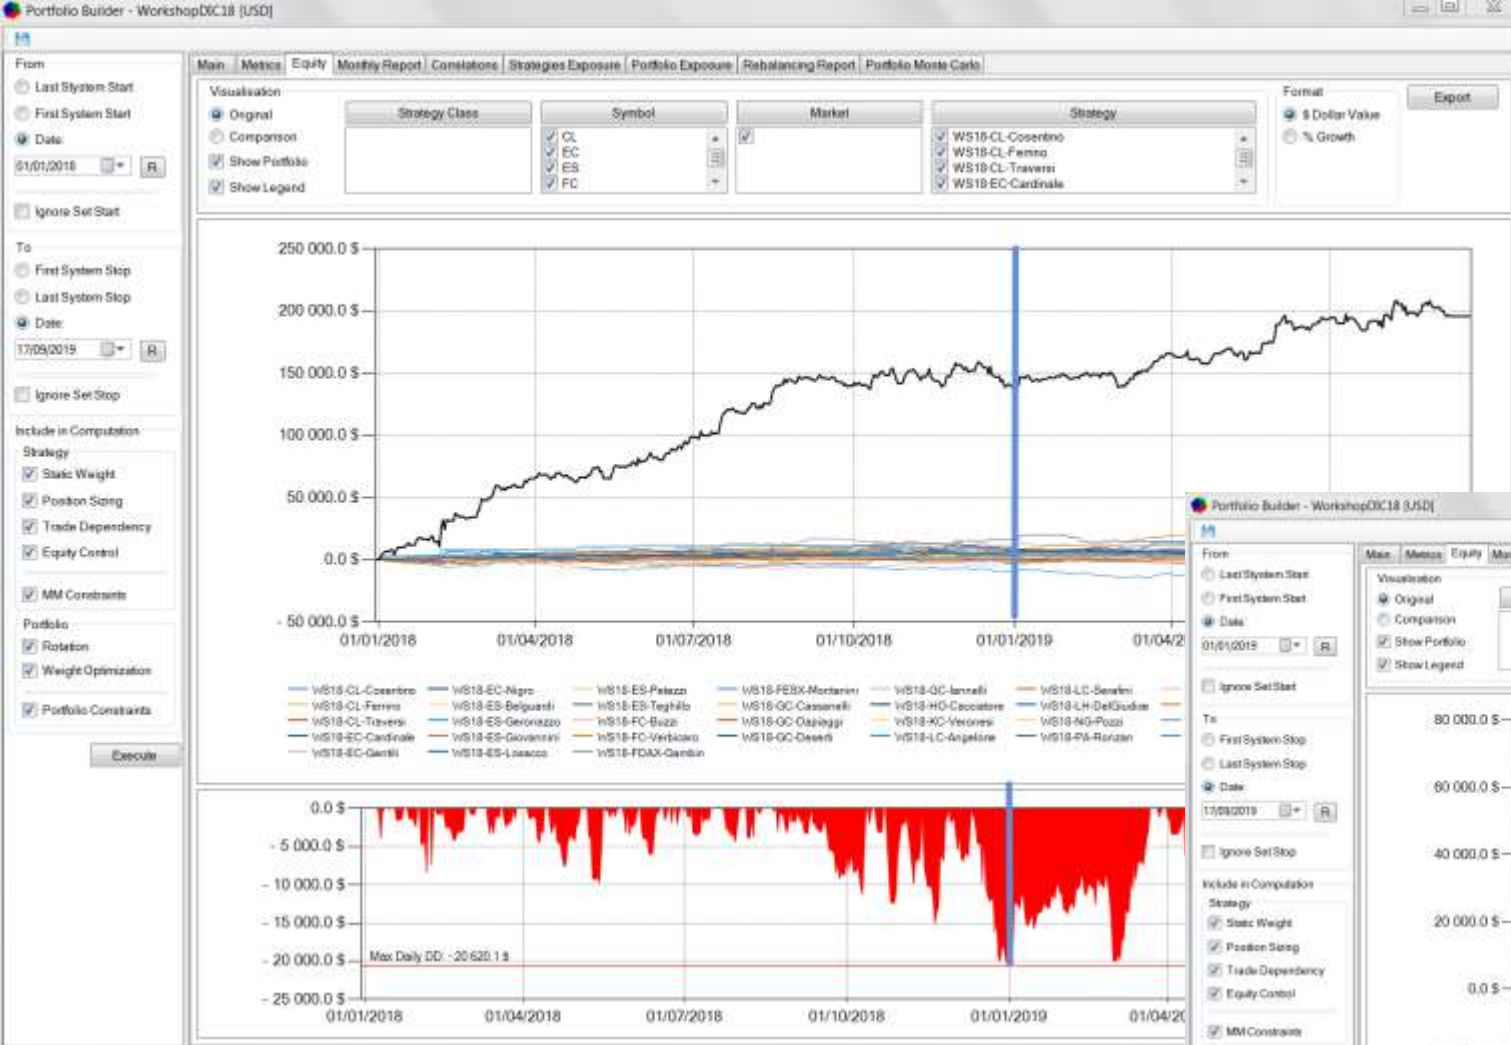 Portfolio Builder - WorkshopDIC18 [USD]
From
Last Stystem Start
First System Start
Date:
01/01/2018
R
Ignore Set Start
To
First System Stop
Last System Stop
Date:
17/09/2019
R
Ignore Set Stop
Include in Computation
Strategy
Static Weight
Position Sizing
Trade Dependency
Equity Control
MM Constraints
Portfolio
Rotation
Weight Optimization
Portfolio Constraints
Execute
Main Metrics Equity Monthly Report Correlations Strategies Exposure Portfolio Exposure Rebalancing Report Portfolio Monte Carlo
Visualisation
Original
Comparison
Show Portfolio
Show Legend
Strategy Class
Symbol
CL
EC
ES
FC
Market
Strategy
WS18-CL-Cosentino
WS18-CL-Ferrino
WS18-CL-Traversi
WS18-EC-Cardinale
Format
$ Dollar Value
% Growth
Export
250 000.0 $
200 000.0 $
150 000.0 $
100 000.0 $
50 000.0 $
0.0 $
- 50 000.0 $
01/01/2018 01/04/2018 01/07/2018 01/10/2018 01/01/2019 01/04/2
WS18-CL-Cosentino WS18-EC-Nigro WS18-ES-Palazzi WS18-FESX-Montanini WS18-GC-Iannelli WS18-LC-Serafini
WS18-CL-Ferrino WS18-ES-Belguardi WS18-ES-Teghillo WS18-GC-Cassanelli WS18-HO-Cacciatore WS18-LH-DelGiudice
WS18-CL-Traversi WS18-ES-Geronazzo WS18-FC-Buzzi WS18-GC-Dapiaggi WS18-KC-Veronesi WS18-NG-Pozzi
WS18-EC-Cardinale WS18-ES-Giovannini WS18-FC-Verbicaro WS18-GC-Deserti WS18-LC-Angelone WS18-PA-Ronzan
WS18-EC-Gentili WS18-ES-Losacco WS18-FDAX-Gambin
0.0 $
- 5 000.0 $
- 10 000.0 $
- 15 000.0 $
- 20 000.0 $
- 25 000.0 $
Max Daily DD: - 20 620.1 $
01/01/2018 01/04/2018 01/07/2018 01/10/2018 01/01/2019 01/04/20
Portfolio Builder - WorkshopDIC18 [USD]
From
Last Stystem Start
First System Start
Date:
01/01/2019
R
Ignore Set Start
To
First System Stop
Last System Stop
Date:
17/09/2019
R
Ignore Set Stop
Include in Computation
Strategy
Static Weight
Position Sizing
Trade Dependency
Equity Control
MM Constraints
Main Metrics Equity Mon
Visualisation
Original
Comparison
Show Portfolio
Show Legend
80 000.0 $
60 000.0 $
40 000.0 $
20 000.0 $
0.0 $